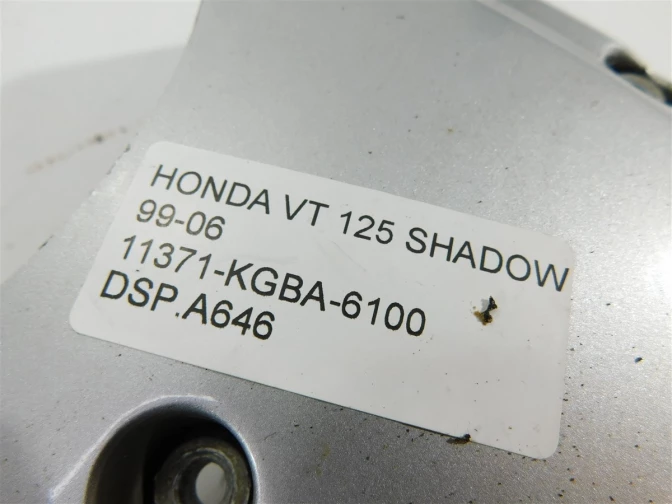 HONDA VT 125 SHADOW
99-06
11371-KGBA-6100
DSP.A646